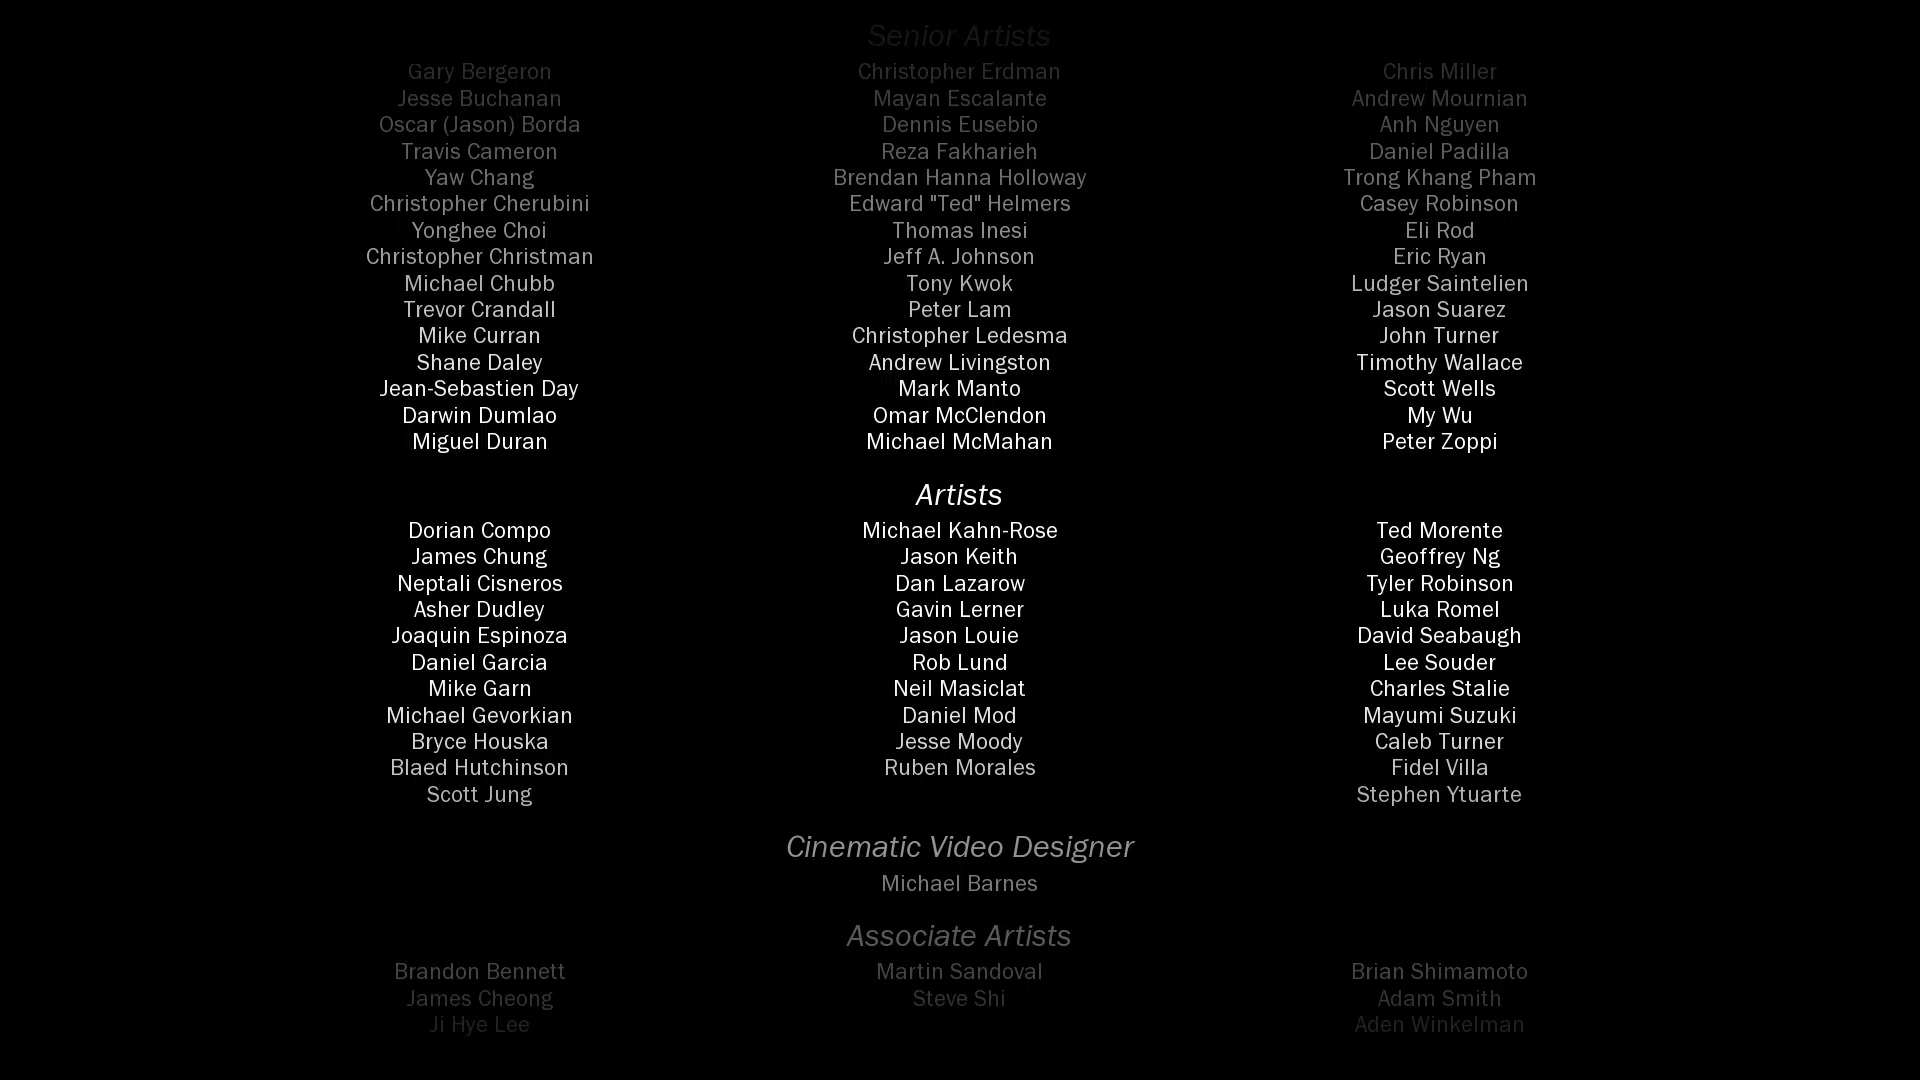 Senior Artists
Gary Bergeron
Jesse Buchanan
Oscar (Jason) Borda
Travis Cameron
Yaw Chang
Christopher Cherubini
Yonghee Choi
Christopher Christman
Michael Chubb
Trevor Crandall
Mike Curran
Shane Daley
Jean-Sebastien Day
Darwin Dumlao
Miguel Duran
Christopher Erdman
Mayan Escalante
Dennis Eusebio
Reza Fakharieh
Brendan Hanna Holloway
Edward "Ted" Helmers
Thomas Inesi
Jeff A. Johnson
Tony Kwok
Peter Lam
Christopher Ledesma
Andrew Livingston
Mark Manto
Omar McClendon
Michael McMahan
Chris Miller
Andrew Mournian
Anh Nguyen
Daniel Padilla
Trong Khang Pham
Casey Robinson
Eli Rod
Eric Ryan
Ludger Saintelien
Jason Suarez
John Turner
Timothy Wallace
Scott Wells
My Wu
Peter Zoppi
Artists
Dorian Compo
James Chung
Neptali Cisneros
Asher Dudley
Joaquin Espinoza
Daniel Garcia
Mike Garn
Michael Gevorkian
Bryce Houska
Blaed Hutchinson
Scott Jung
Michael Kahn-Rose
Jason Keith
Dan Lazarow
Gavin Lerner
Jason Louie
Rob Lund
Neil Masiclat
Daniel Mod
Jesse Moody
Ruben Morales
Ted Morente
Geoffrey Ng
Tyler Robinson
Luka Romel
David Seabaugh
Lee Souder
Charles Stalie
Mayumi Suzuki
Caleb Turner
Fidel Villa
Stephen Ytuarte
Cinematic Video Designer
Michael Barnes
Associate Artists
Brandon Bennett
James Cheong
Ji Hye Lee
Martin Sandoval
Steve Shi
Brian Shimamoto
Adam Smith
Aden Winkelman